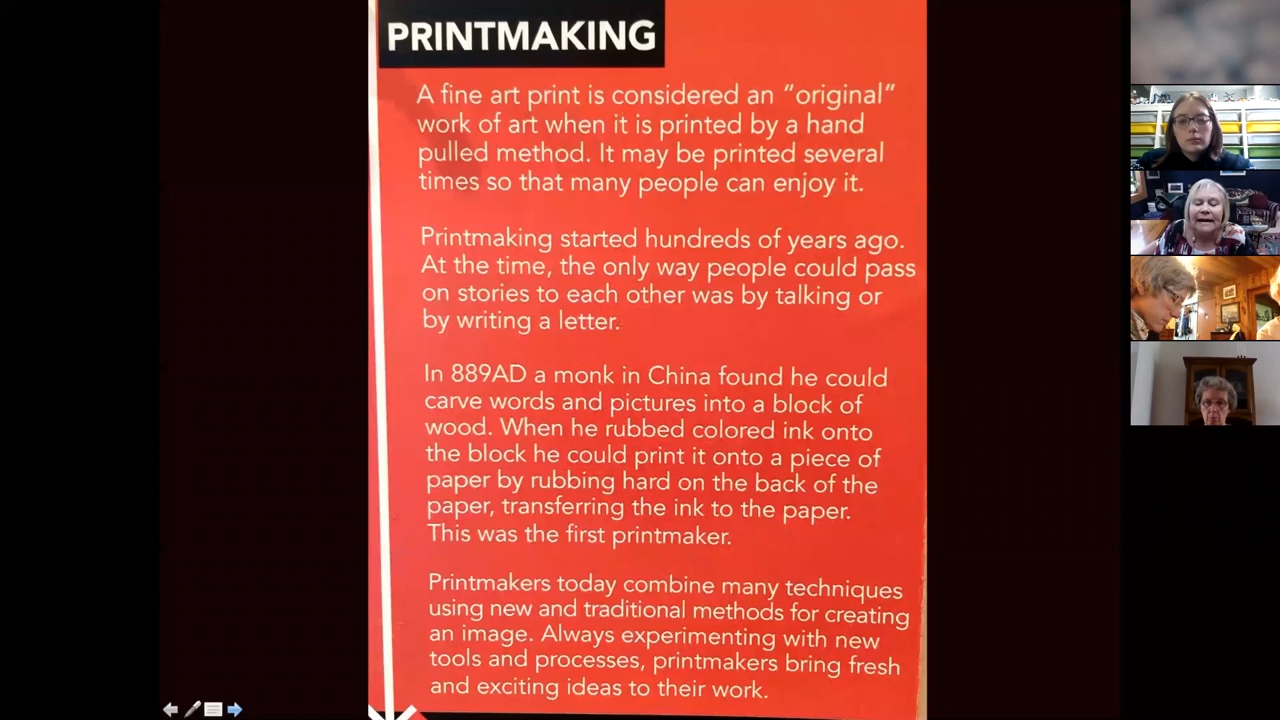 PRINTMAKING
A fine art print is considered an “original”
work of art when it is printed by a hand
pulled method. It may be printed several
times so that many people can enjoy it.
Printmaking started hundreds of years ago.
At the time, the only way people could pass
on stories to each other was by talking or
by writing a letter.
In 889AD a monk in China found he could
carve words and pictures into a block of
wood. When he rubbed colored ink onto
the block he could print it onto a piece of
paper by rubbing hard on the back of the
paper, transferring the ink to the paper.
This was the first printmaker.
Printmakers today combine many techniques
using new and traditional methods for creating
an image. Always experimenting with new
tools and processes, printmakers bring fresh
and exciting ideas to their work.